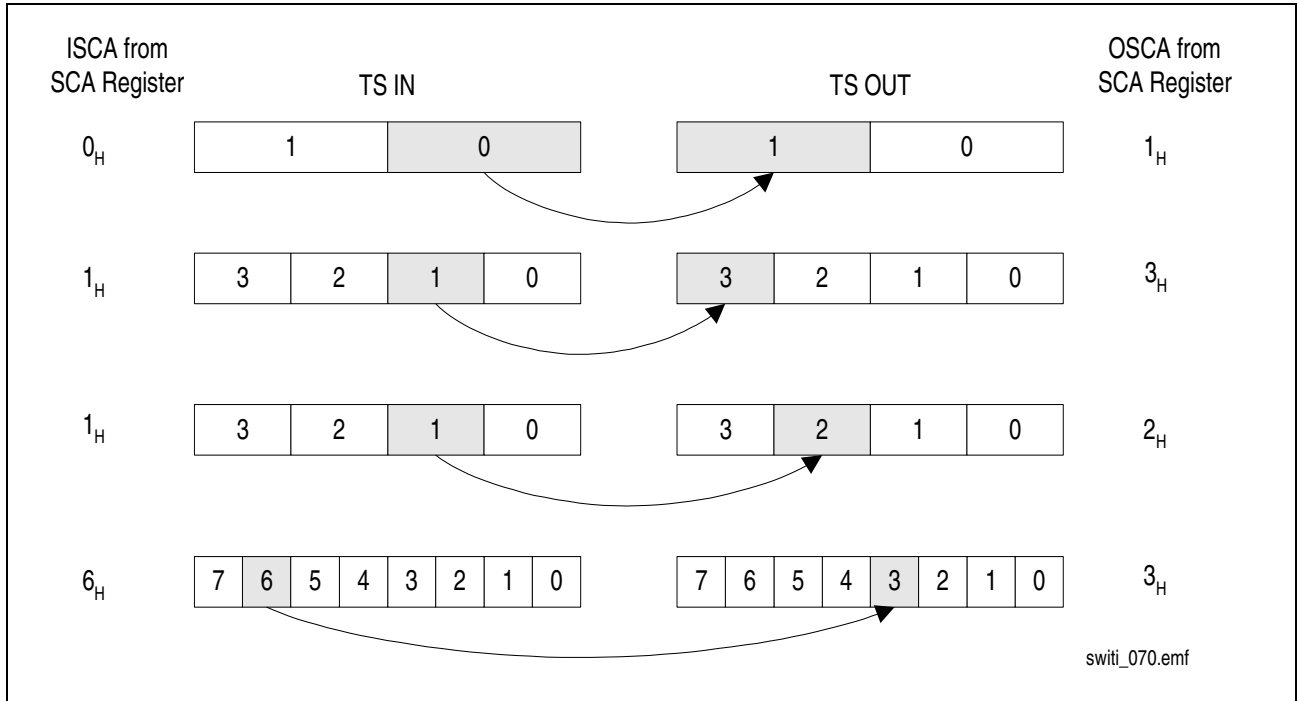 ISCA from
SCA Register
TS IN
TS OUT
OSCA from
SCA Register
0H
1 0
1 0
1H
1H
3 2 1 0
3 2 1 0
3H
1H
3 2 1 0
3 2 1 0
2H
6H
7 6 5 4 3 2 1 0
7 6 5 4 3 2 1 0
3H
switi_070.emf